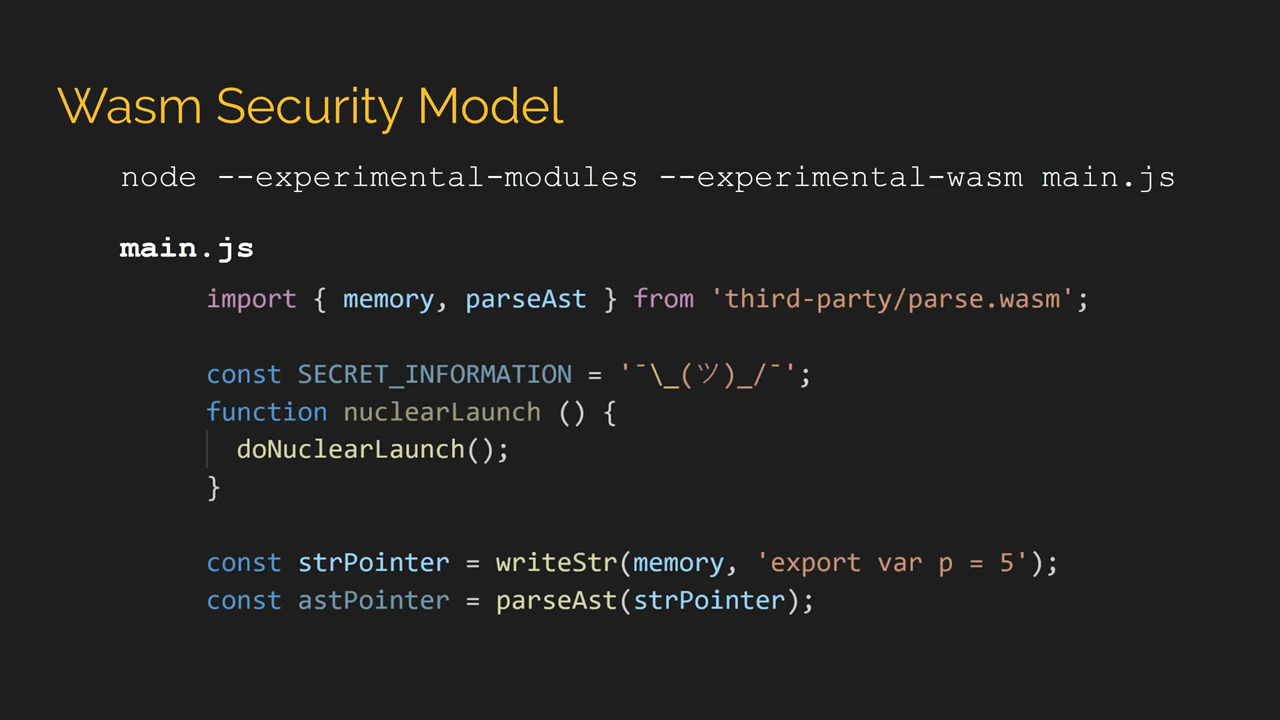 Wasm Security Model
node --experimental-modules --experimental-wasm main.js
main.js
import { memory, parseAst } from 'third-party/parse.wasm';
const SECRET_INFORMATION = '¯\_(ツ)_/¯';
function nuclearLaunch () {
doNuclearLaunch();
}
const strPointer = writeStr(memory, 'export var p = 5');
const astPointer = parseAst(strPointer);